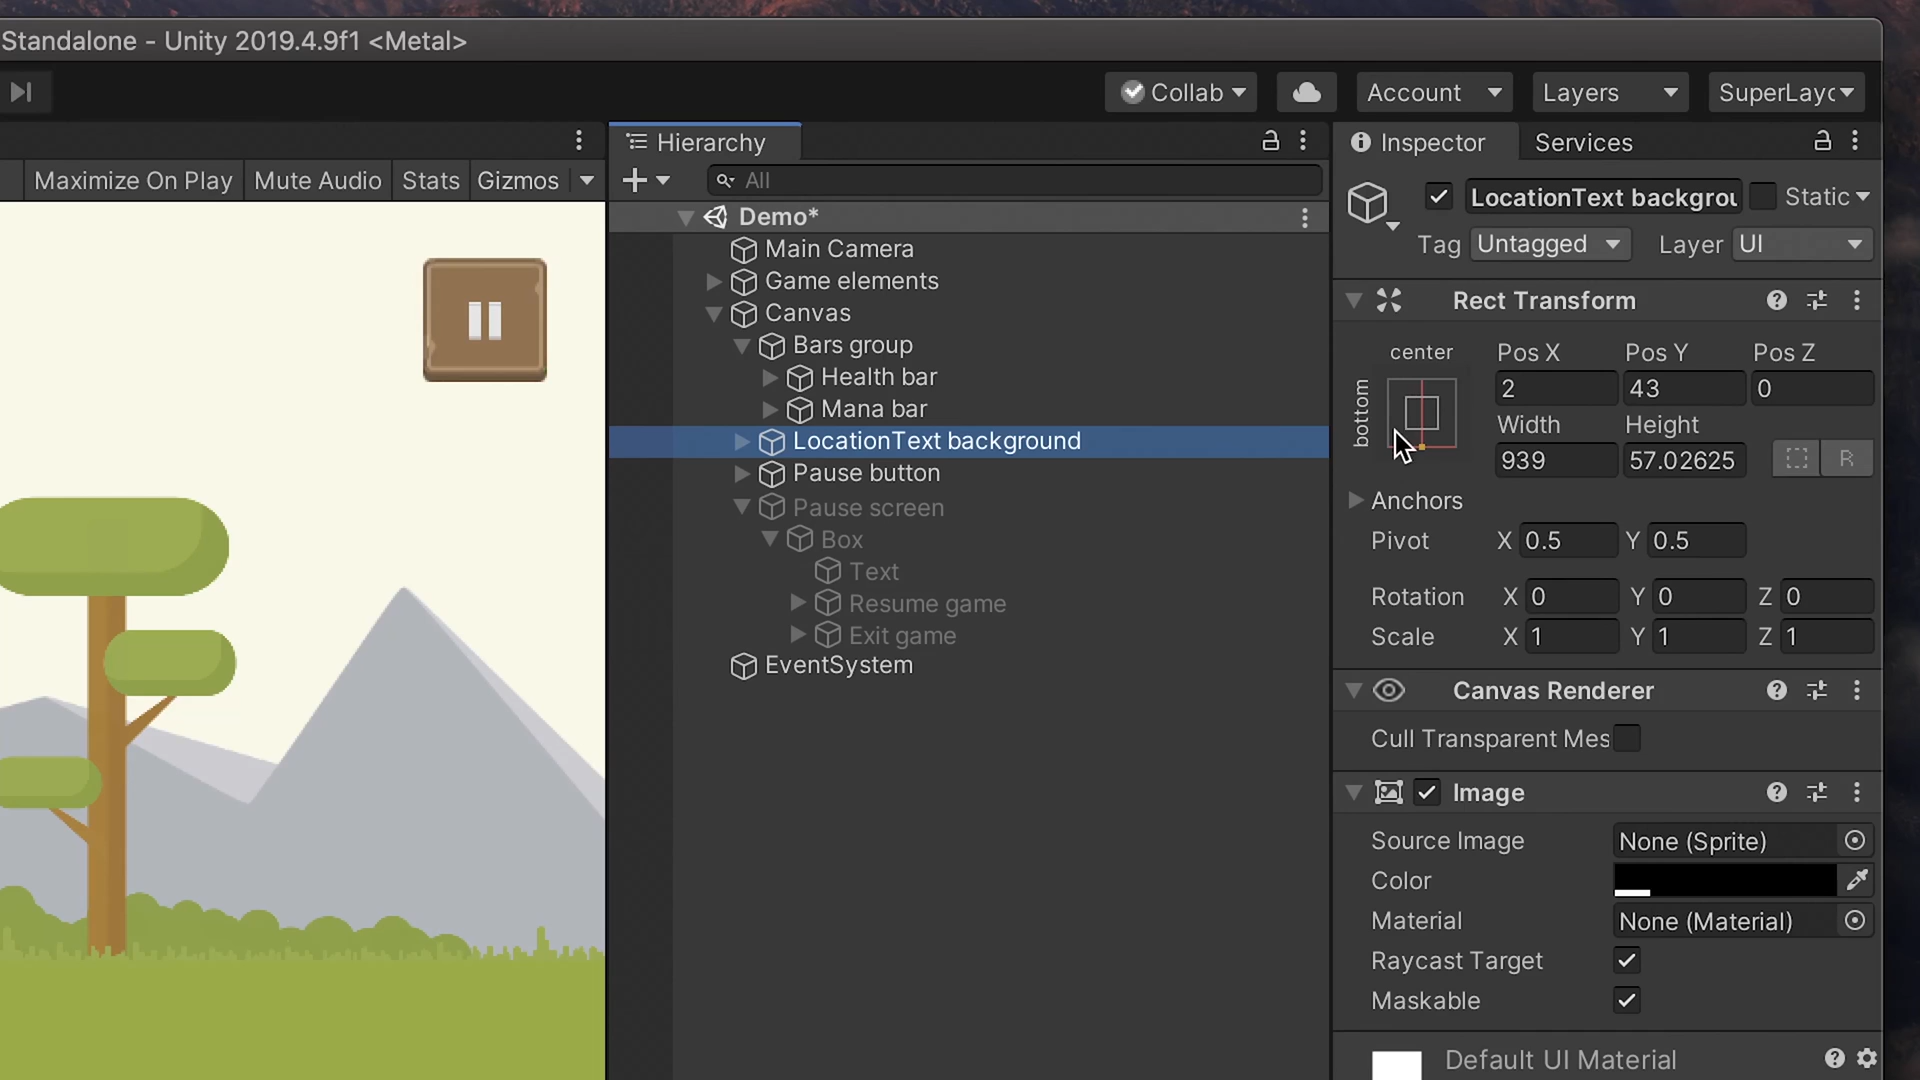 Standalone - Unity 2019.4.9f1 <Metal>
Collab
Account
Layers
SuperLayc
Hierarchy
Inspector
Services
Maximize On Play
Mute Audio
Stats
Gizmos
All
LocationText backgrou
Static
Tag
Untagged
Layer
UI
Demo*
Main Camera
Game elements
Canvas
Bars group
Health bar
Mana bar
LocationText background
Pause button
Pause screen
Box
Text
Resume game
Exit game
EventSystem
Rect Transform
center
bottom
Pos X
Pos Y
Pos Z
2
43
0
Width
Height
939
57.02625
R
Anchors
Pivot
X 0.5
Y 0.5
Rotation
X 0
Y 0
Z 0
Scale
X 1
Y 1
Z 1
Canvas Renderer
Cull Transparent Mes
Image
Source Image
None (Sprite)
Color
Material
None (Material)
Raycast Target
Maskable
Default UI Material